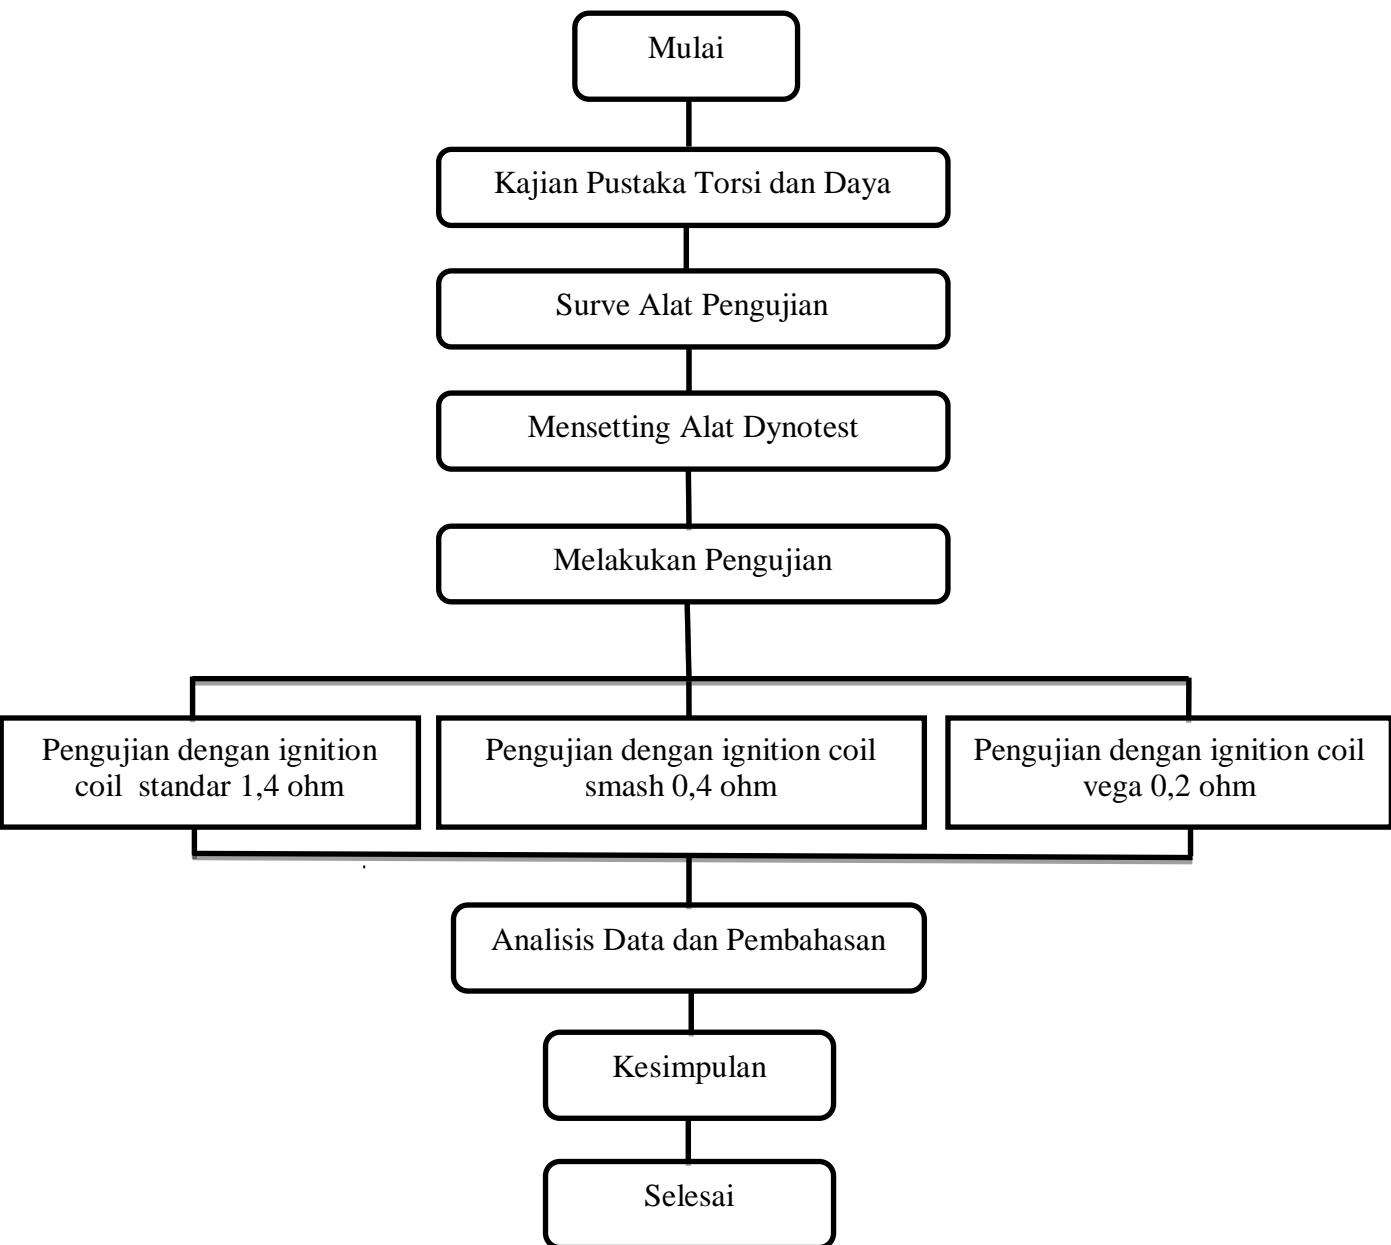 Mulai
Kajian Pustaka Torsi dan Daya
Surve Alat Pengujian
Mensetting Alat Dynotest
Melakukan Pengujian
Pengujian dengan ignition
coil  standar 1,4 ohm
Pengujian dengan ignition coil
smash 0,4 ohm
Pengujian dengan ignition coil
vega 0,2 ohm
Analisis Data dan Pembahasan
Kesimpulan
Selesai